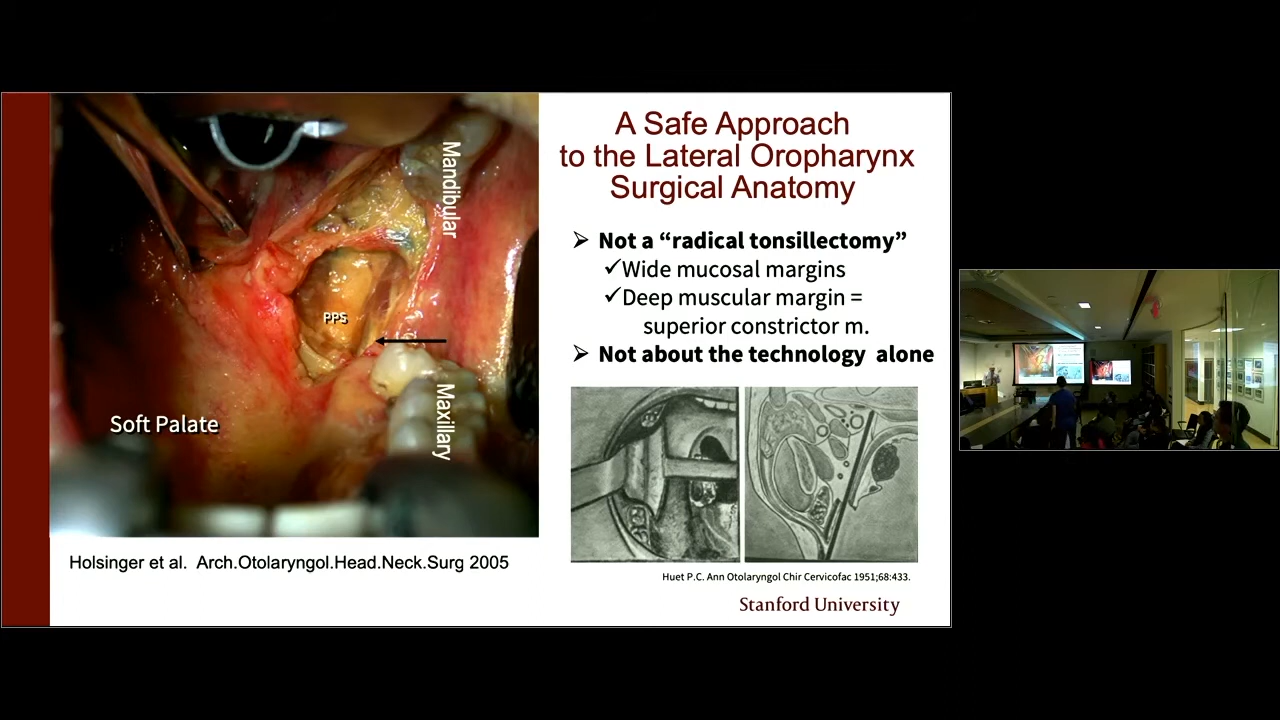 A Safe Approach
to the Lateral Oropharynx
Surgical Anatomy
➢ Not a “radical tonsillectomy”
✓Wide mucosal margins
✓Deep muscular margin =
superior constrictor m.
➢ Not about the technology alone
Mandibular
PPS
Maxillary
Soft Palate
Holsinger et al. Arch.Otolaryngol.Head.Neck.Surg 2005
Huet P.C. Ann Otolaryngol Chir Cervicofac 1951;68:433.
Stanford University